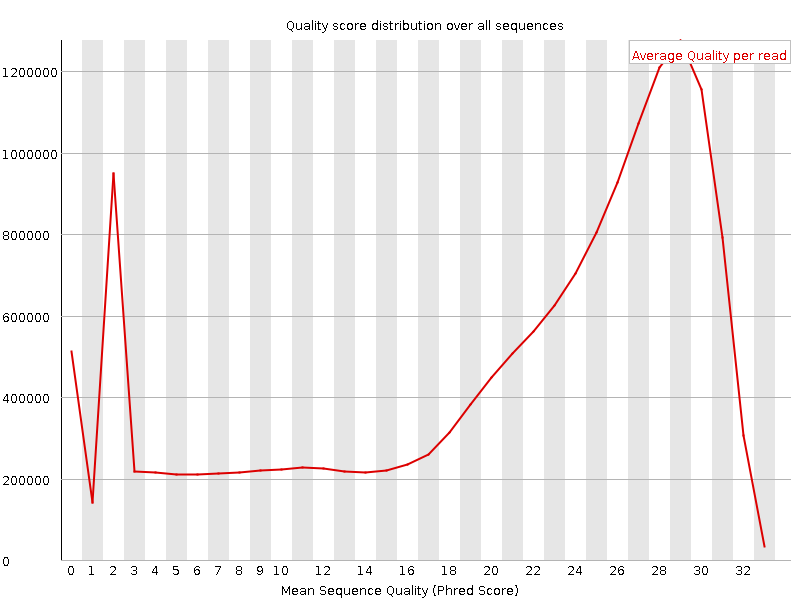 Quality score distribution over all sequences
Average Quality per read
1200000
1000000
800000
600000
400000
200000
0
0 1 2 3 4 5 6 7 8 9 10 12 14 16 18 20 22 24 26 28 30 32
Mean Sequence Quality (Phred Score)